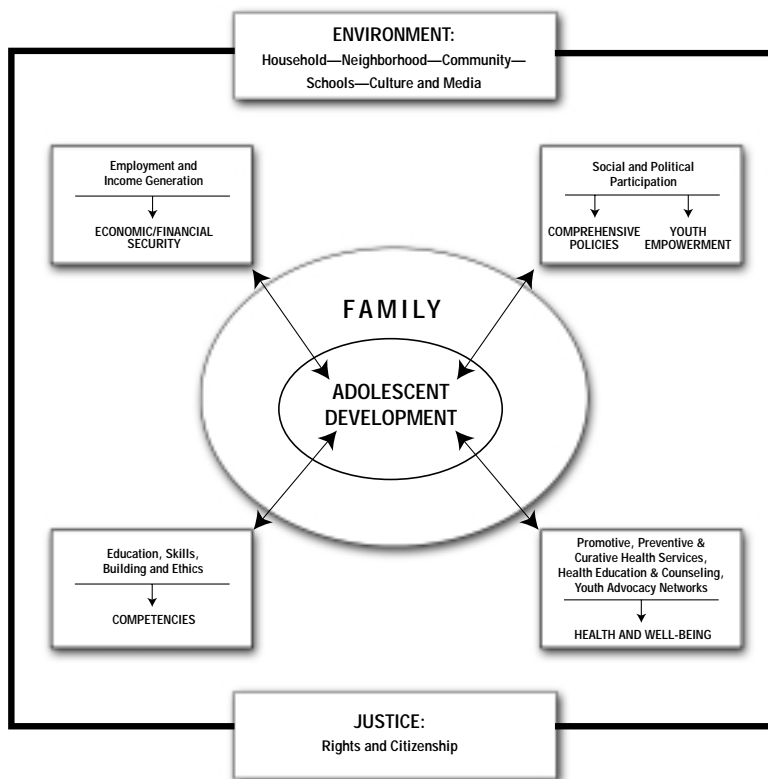 ENVIRONMENT:
Household—Neighborhood—Community—
Schools—Culture and Media
Employment and
Income Generation
ECONOMIC/FINANCIAL
SECURITY
Social and Political
Participation
COMPREHENSIVE
POLICIES
YOUTH
EMPOWERMENT
FAMILY
ADOLESCENT
DEVELOPMENT
Education, Skills,
Building and Ethics
COMPETENCIES
Promotive, Preventive &
Curative Health Services,
Health Education & Counseling,
Youth Advocacy Networks
HEALTH AND WELL-BEING
JUSTICE:
Rights and Citizenship